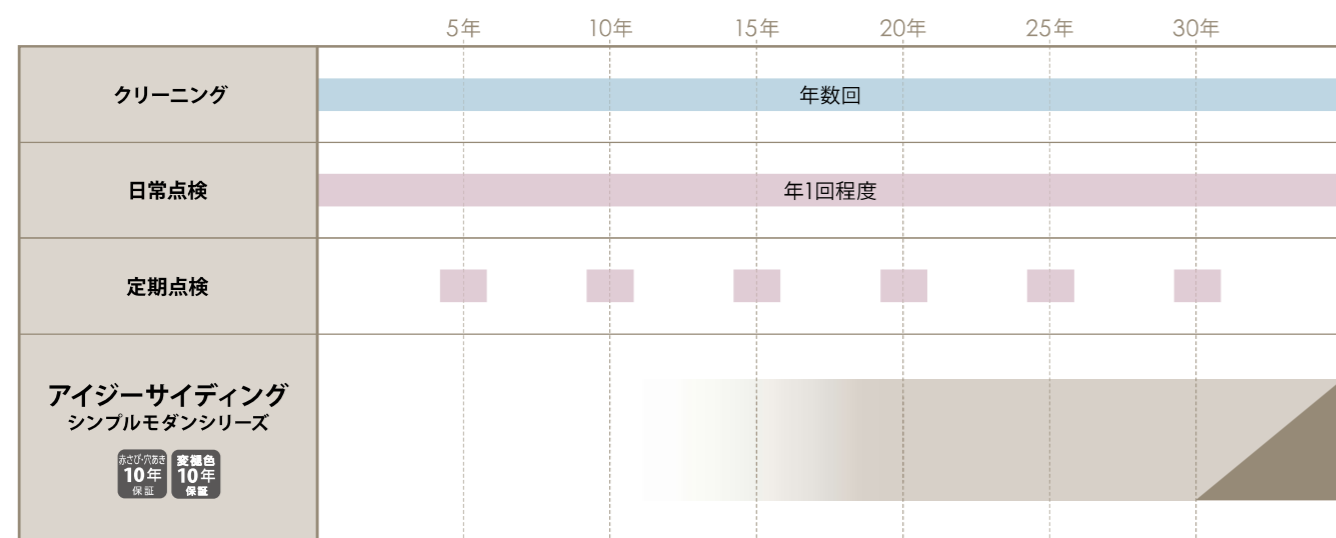 5年 10年 15年 20年 25年 30年
クリーニング
年数回
日常点検
年1回程度
定期点検
アイジーサイディング
シンプルモダンシリーズ
赤さび・穴あき
10年
保証
変褪色
10年
保証